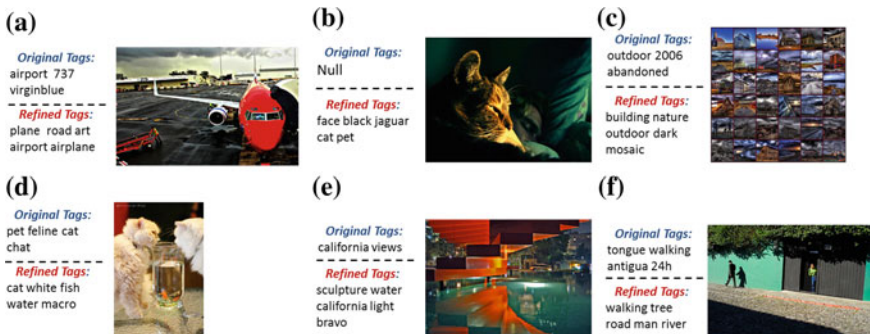 (a)
Original Tags:
airport 737
virginblue
Refined Tags:
plane road art
airport airplane
(b)
Original Tags:
Null
Refined Tags:
face black jaguar
cat pet
(c)
Original Tags:
outdoor 2006
abandoned
Refined Tags:
building nature
outdoor dark
mosaic
(d)
Original Tags:
pet feline cat
chat
Refined Tags:
cat white fish
water macro
(e)
Original Tags:
california views
Refined Tags:
sculpture water
california light
bravo
(f)
Original Tags:
tongue walking
antigua 24h
Refined Tags:
walking tree
road man river